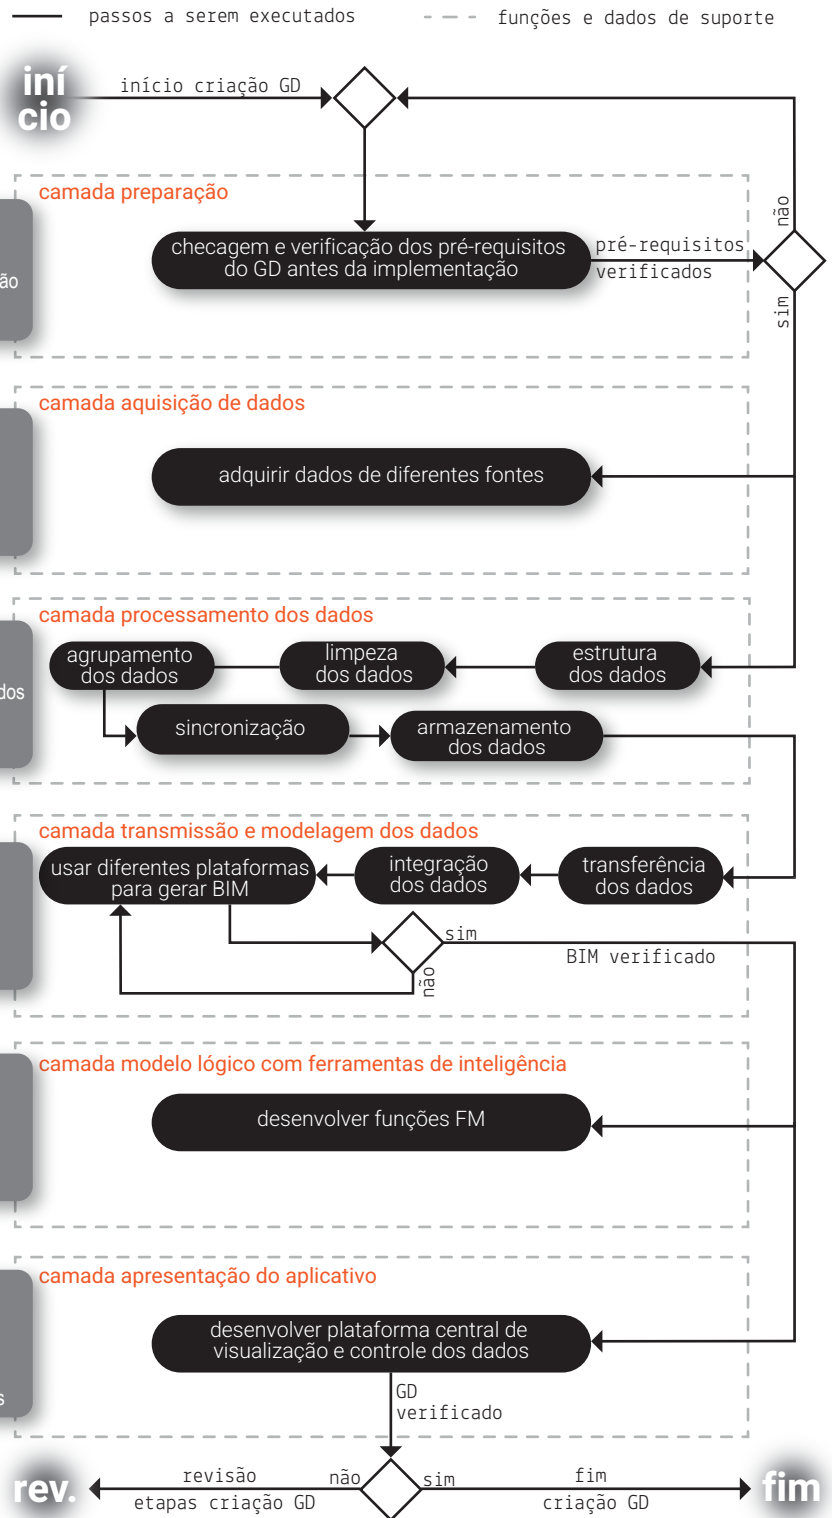 passos a serem executados
funções e dados de suporte
iní
cio
início criação GD
camada preparação
não
checagem e verificação dos pré-requisitos
do GD antes da implementação
pré-requisitos
verificados
ão
sim
camada aquisição de dados
adquirir dados de diferentes fontes
camada processamento dos dados
agrupamento
dos dados
limpeza
dos dados
estrutura
dos dados
dos
sincronização
armazenamento
dos dados
camada transmissão e modelagem dos dados
usar diferentes plataformas
para gerar BIM
integração
dos dados
transferência
dos dados
sim
BIM verificado
não
camada modelo lógico com ferramentas de inteligência
desenvolver funções FM
camada apresentação do aplicativo
desenvolver plataforma central de
visualização e controle dos dados
s
GD
verificado
rev.
revisão
etapas criação GD
não
sim
fim
criação GD
fim